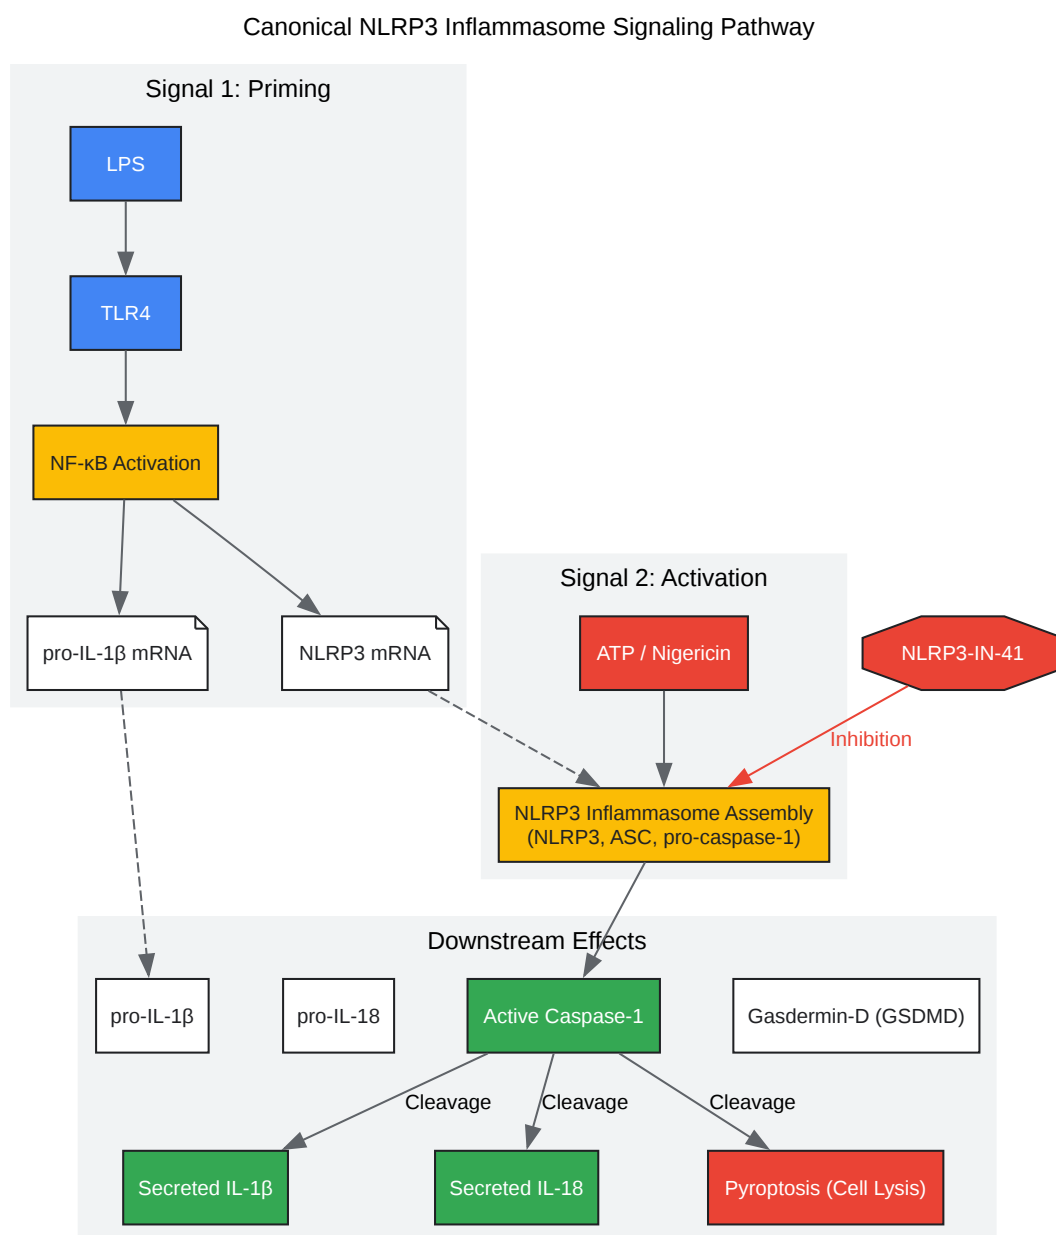 Canonical NLRP3 Inflammasome Signaling Pathway
Signal 1: Priming
LPS
TLR4
NF-κB Activation
pro-IL-1β mRNA
NLRP3 mRNA
Signal 2: Activation
ATP / Nigericin
NLRP3-IN-41
Inhibition
NLRP3 Inflammasome Assembly
(NLRP3, ASC, pro-caspase-1)
Downstream Effects
pro-IL-1β
pro-IL-18
Active Caspase-1
Gasdermin-D (GSDMD)
Cleavage
Cleavage
Cleavage
Secreted IL-1β
Secreted IL-18
Pyroptosis (Cell Lysis)